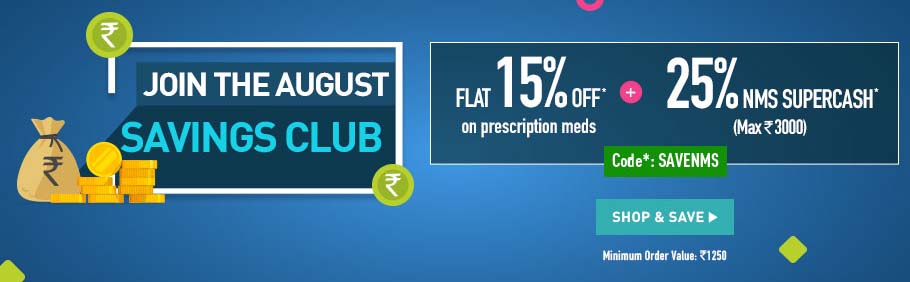 JOIN THE AUGUST
SAVINGS CLUB
FLAT 15% OFF*
on prescription meds
+
25% NMS SUPERCASH*
(Max ₹3000)
Code*: SAVENMS
SHOP & SAVE ▶
Minimum Order Value: ₹1250
₹
₹
₹